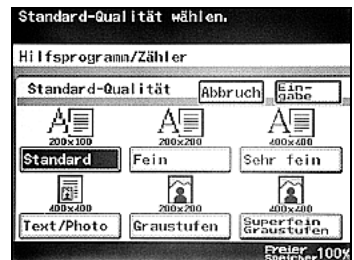 Standard-Qualität wählen.
Hilfsprogramm/Zähler
Standard-Qualität
Abbruch
Ein-
gabe
200x100
200x200
400x400
Standard
Fein
Sehr fein
400x400
200x200
400x400
Text/Photo
Graustufen
Superfein
Graustufen
Freier
Speicher 100%